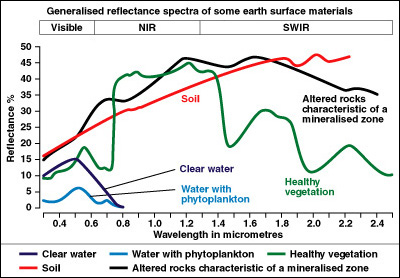 Generalised reflectance spectra of some earth surface materials
Visible NIR SWIR
50
45
40
35
30
25
20
15
10
5
0
Reflectance %
Soil
Altered rocks
characteristic of a
mineralised zone
Clear water
Water with
phytoplankton
Healthy
vegetation
0.4 0.6 0.8 1.0 1.2 1.4 1.6 1.8 2.0 2.2 2.4
Wavelength in micrometres
Clear water Water with phytoplankton Healthy vegetation
Soil Altered rocks characteristic of a mineralised zone